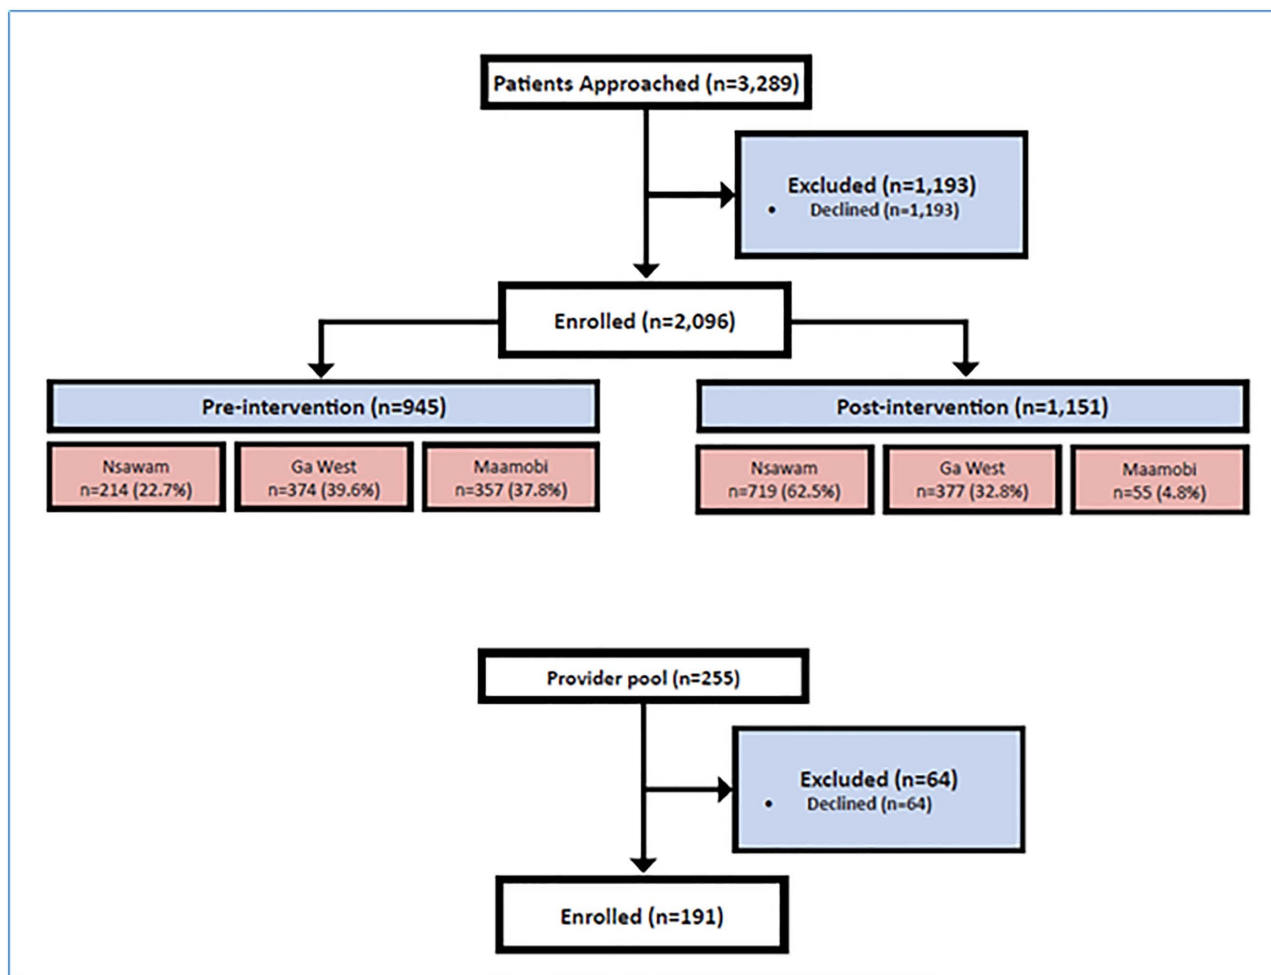 Patients Approached (n=3,289)
Excluded (n=1,193)
• Declined (n=1,193)
Enrolled (n=2,096)
Pre-intervention (n=945)
Nsawam
n=214 (22.7%)
Ga West
n=374 (39.6%)
Maamobi
n=357 (37.8%)
Post-intervention (n=1,151)
Nsawam
n=719 (62.5%)
Ga West
n=377 (32.8%)
Maamobi
n=55 (4.8%)
Provider pool (n=255)
Excluded (n=64)
• Declined (n=64)
Enrolled (n=191)